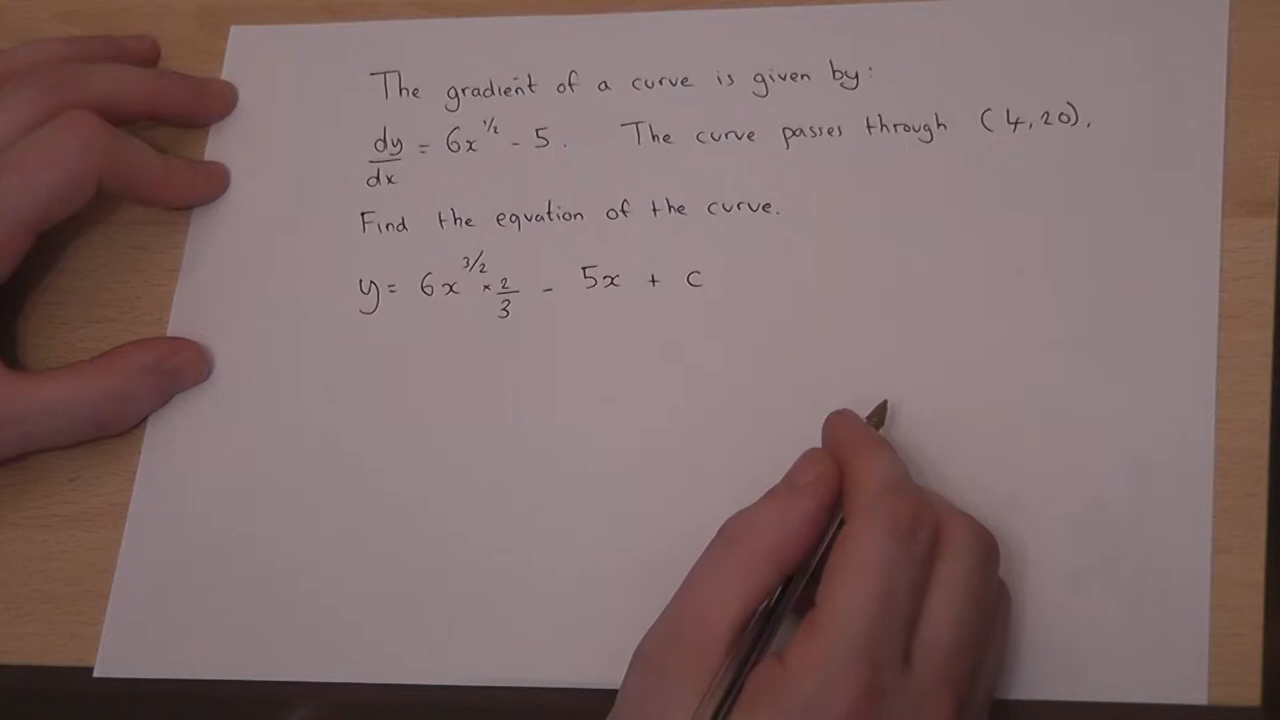 The gradient of a curve is given by:
dy/dx = 6x^1/2 - 5. The curve passes through (4,20).
Find the equation of the curve.
y = 6x^3/2 × 2/3 - 5x + c